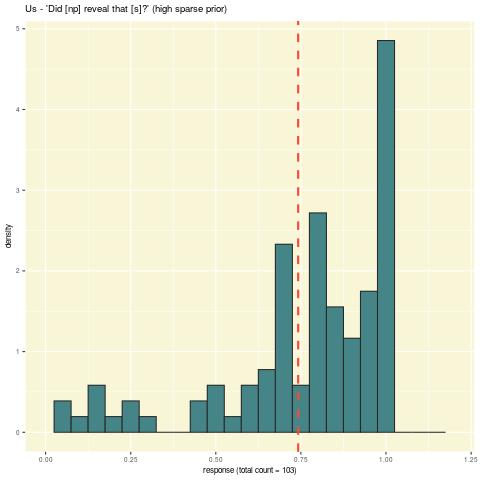 Us - 'Did [np] reveal that [s]?' (high sparse prior)
density
5
4
3
2
1
0
0.00 0.25 0.50 0.75 1.00 1.25
response (total count = 103)